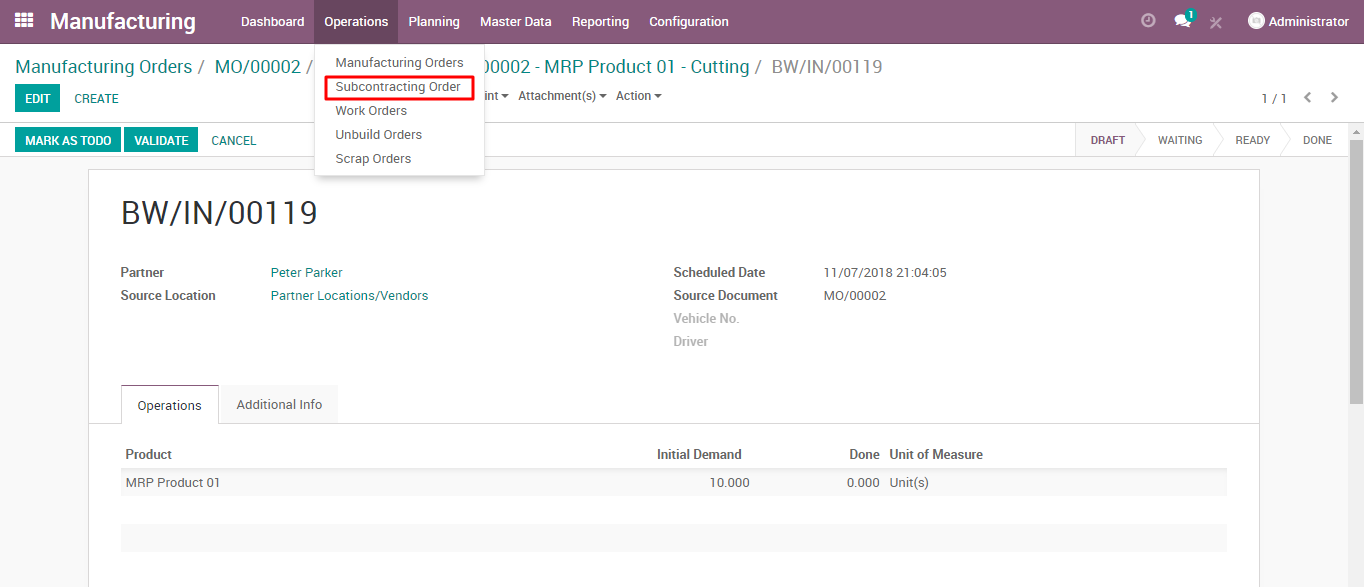 Manufacturing Dashboard Operations Planning Master Data Reporting Configuration 1 Administrator
Manufacturing Orders / MO/00002 / 00002 - MRP Product 01 - Cutting / BW/IN/00119
Manufacturing Orders
Subcontracting Order
Work Orders
Unbuild Orders
Scrap Orders
EDIT CREATE int Attachment(s) Action 1 / 1
MARK AS TODO VALIDATE CANCEL DRAFT WAITING READY DONE
BW/IN/00119
Partner Peter Parker Scheduled Date 11/07/2018 21:04:05
Source Location Partner Locations/Vendors Source Document MO/00002
Vehicle No.
Driver
Operations Additional Info
Product Initial Demand Done Unit of Measure
MRP Product 01 10.000 0.000 Unit(s)